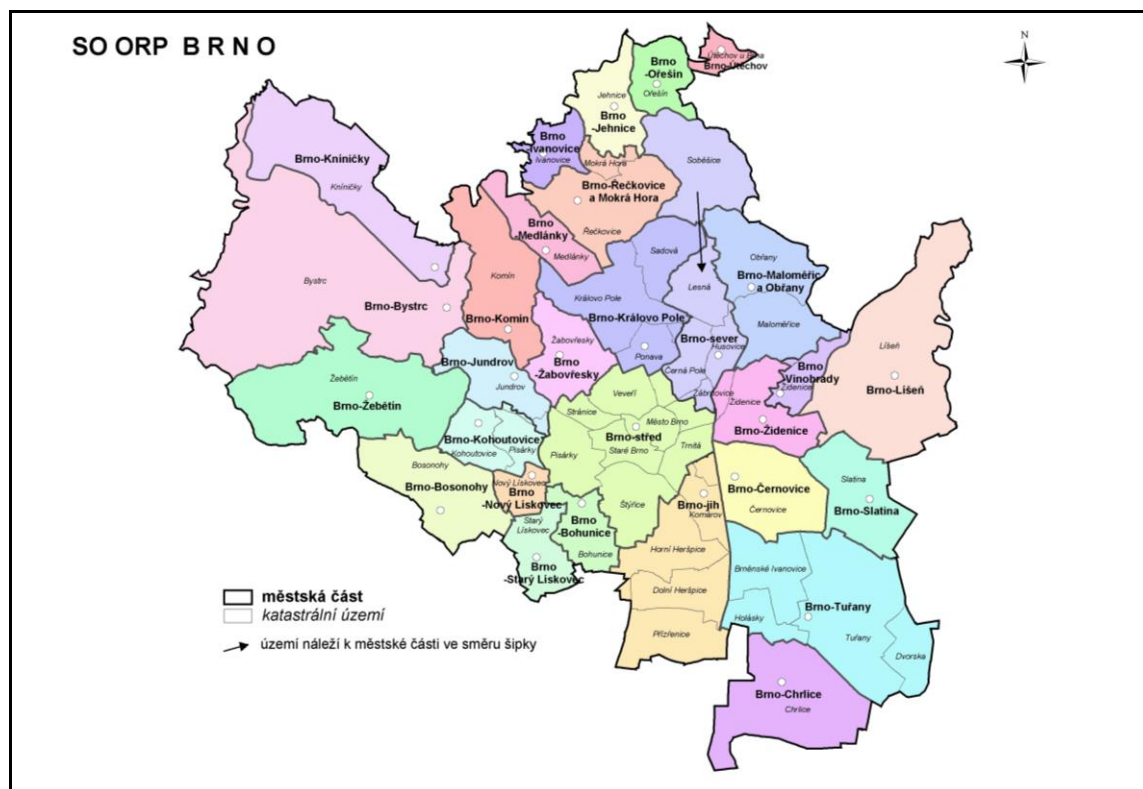 SO ORP B R N O
N
Útěchov u Brna
Brno-Útěchov
Brno
-Ořešín
Ořešín
Jehnice
Brno
-Jehnice
Brno
-Ivanovice
Ivanovice
Mokrá Hora
Brno-Řečkovice
a Mokrá Hora
Řečkovice
Soběšice
Brno-Kníničky
Kníničky
Brno
-Medlánky
Medlánky
Sadová
Obřany
Lesná
Brno-Maloměřic
a Obřany
Maloměřice
Bystrc
Brno-Bystrc
Komín
Brno-Komín
Královo Pole
Brno-Královo Pole
Ponava
Brno-sever
Husovice
Černá Pole
Zábrdovice
Líšeň
Brno-Líšeň
Brno
-Vinohrady
Židenice
Židenice
Brno-Židenice
Brno-Jundrov
Jundrov
Žabovřesky
Brno
-Žabovřesky
Žebětín
Brno-Žebětín
Veveří
Stránice
Město Brno
Brno-střed
Staré Brno
Trnitá
Pisárky
Štýřice
Brno-Kohoutovice
Kohoutovice
Pisárky
Bosonohy
Brno-Bosonohy
Nový Lískovec
Brno
-Nový Lískovec
Starý
Lískovec
Brno
-Starý Lískovec
Brno
-Bohunice
Bohunice
Brno-jih
Komárov
Horní Heršpice
Dolní Heršpice
Přízřenice
Brno-Černovice
Černovice
Slatina
Brno-Slatina
Brněnské Ivanovice
Brno-Tuřany
Holásky
Tuřany
Dvorska
Brno-Chrlice
Chrlice
městská část
katastrální území
území náleží k městské části ve směru šipky